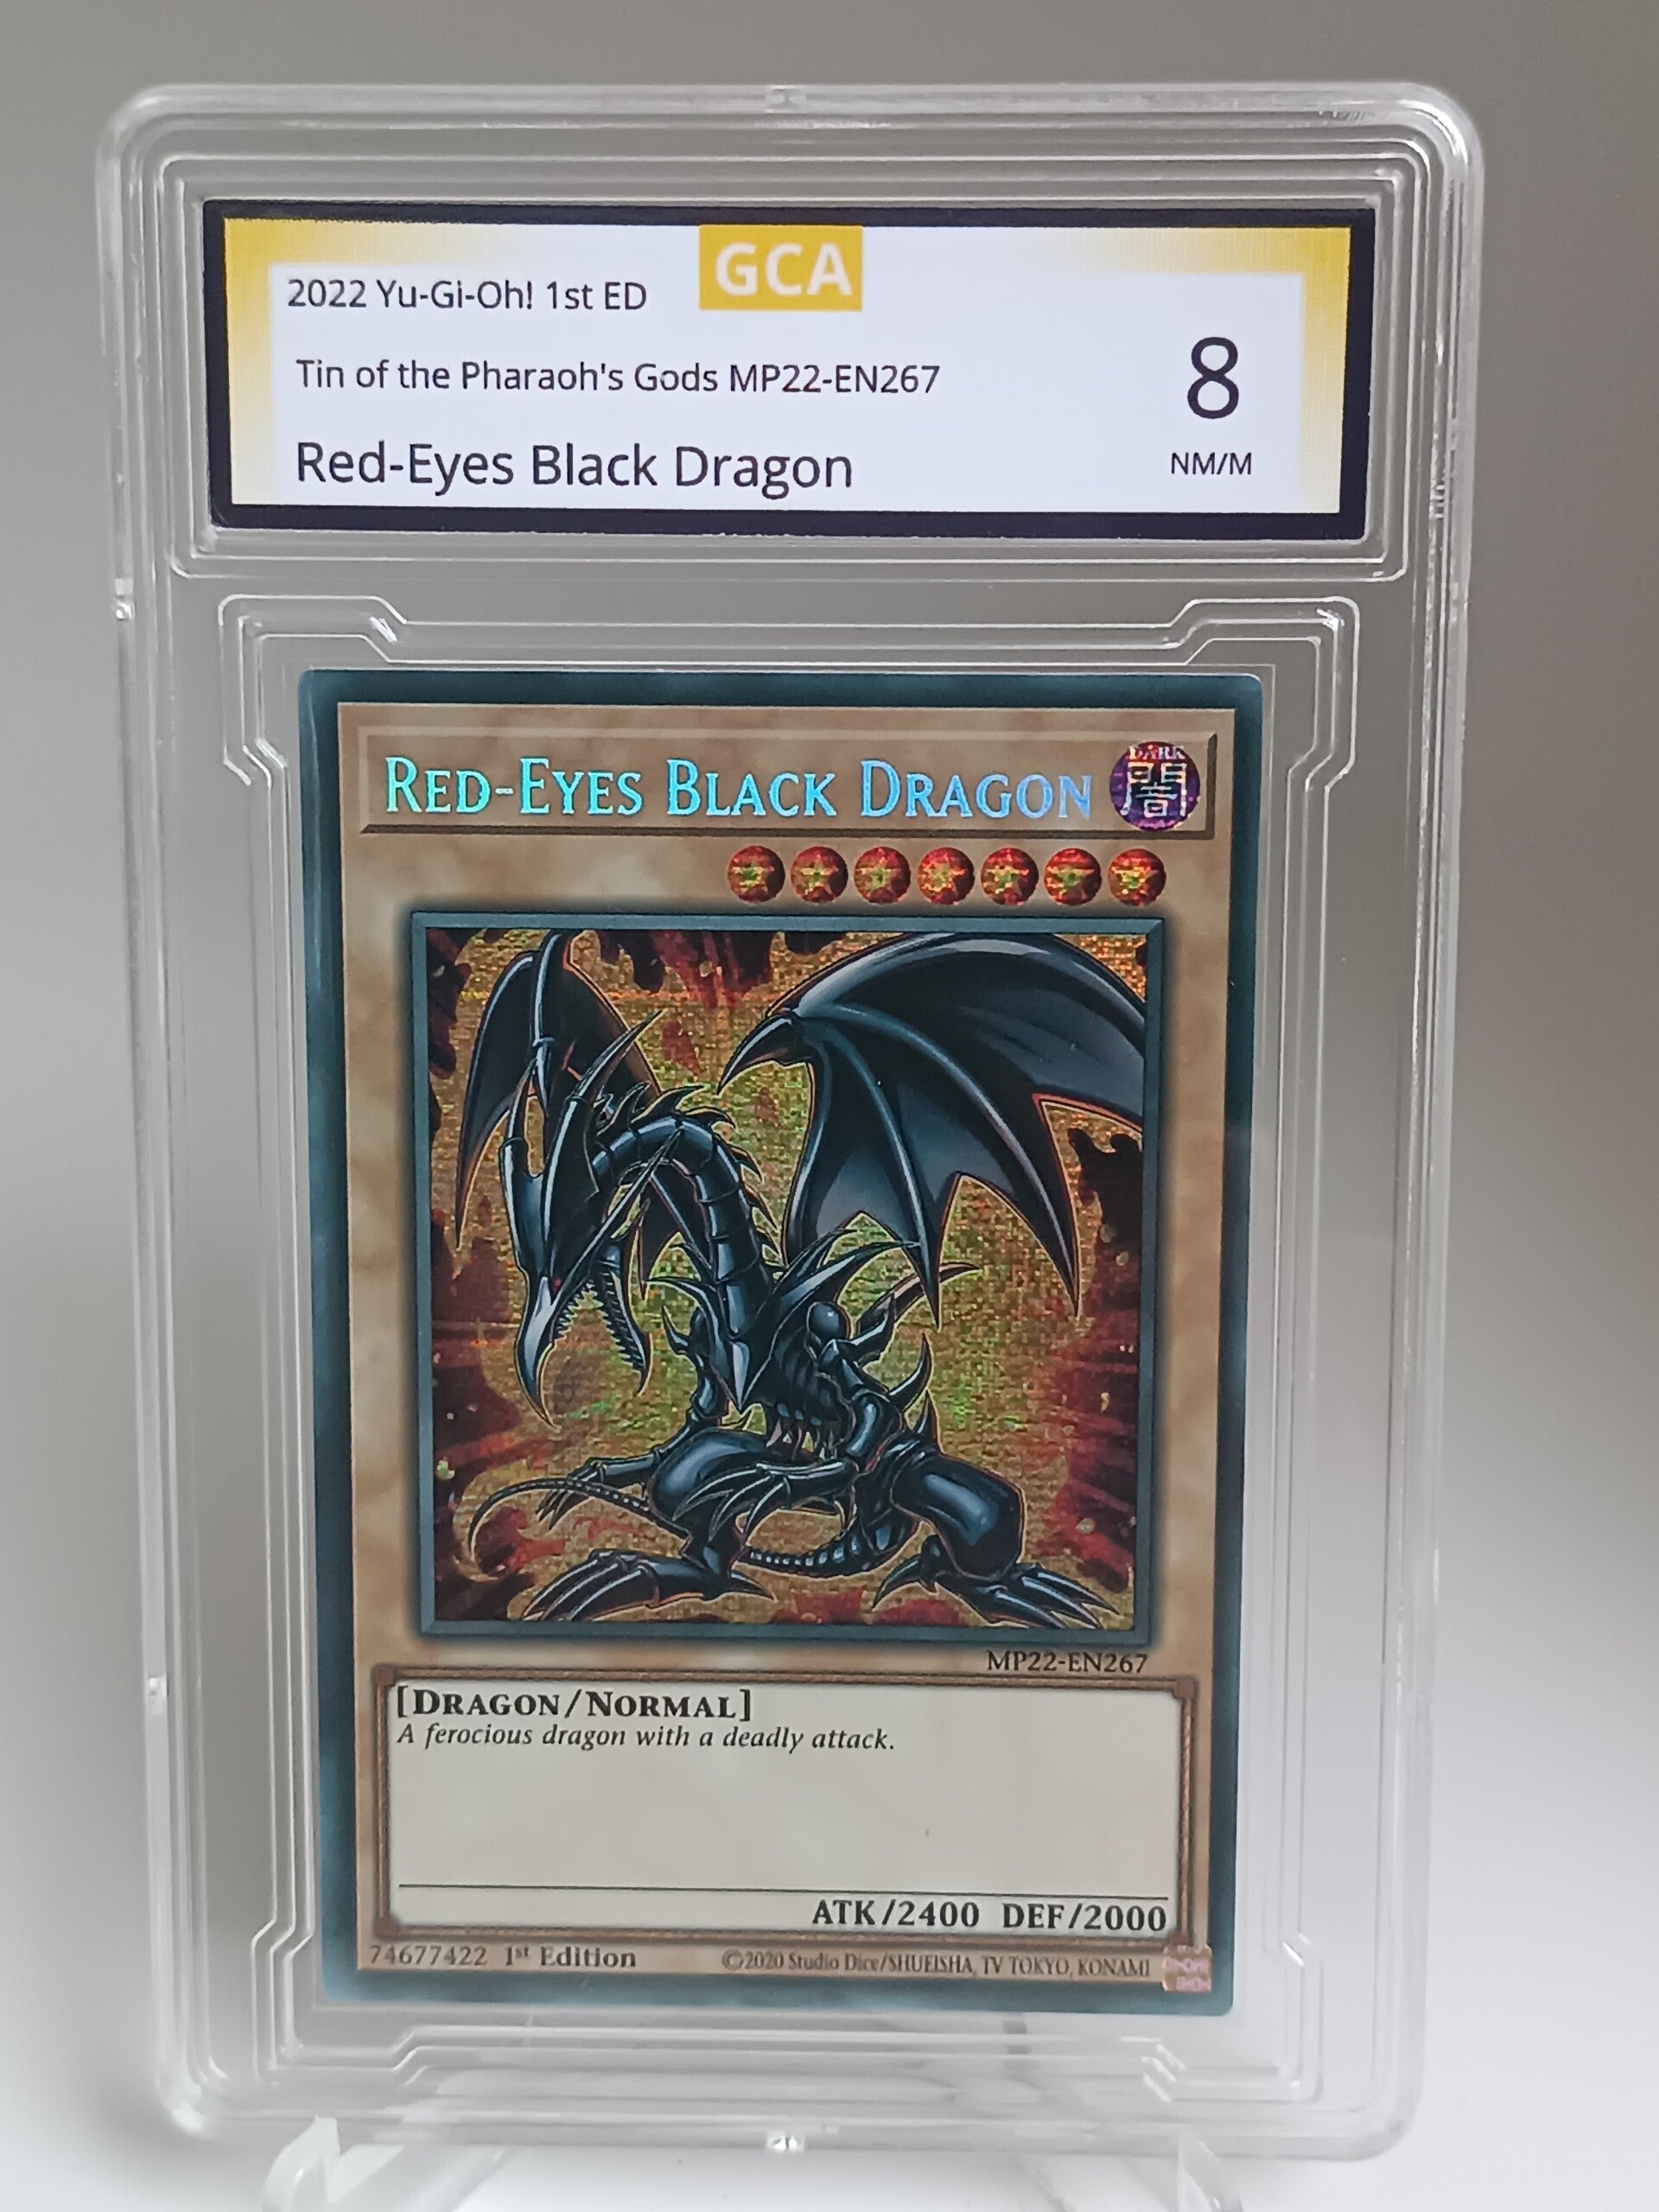 GCA
2022 Yu-Gi-Oh! 1st ED
Tin of the Pharaoh's Gods MP22-EN267
8
Red-Eyes Black Dragon
NM/M
RED-EYES BLACK DRAGON
DARK
闇
MP22-EN267
[DRAGON/NORMAL]
A ferocious dragon with a deadly attack.
ATK/2400 DEF/2000
74677422 1st Edition
©2020 Studio Dice/SHUEISHA, TV TOKYO, KONAMI